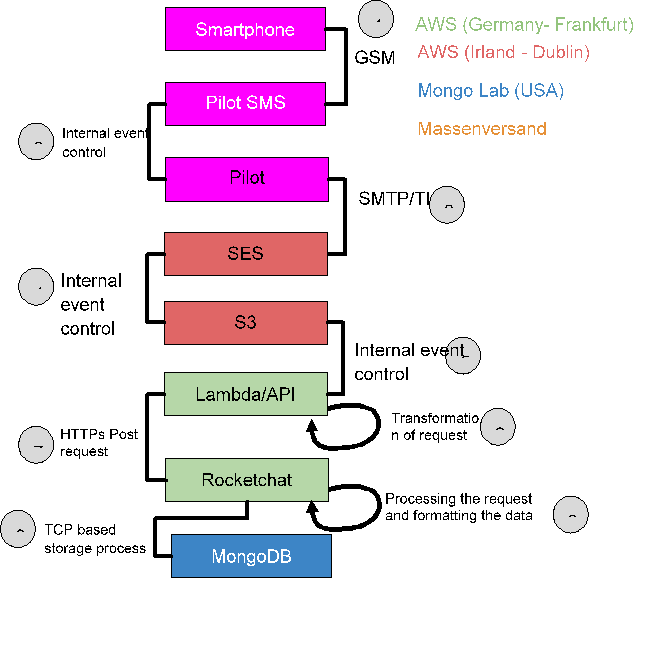 Smartphone
AWS (Germany- Frankfurt)
AWS (Irland - Dublin)
GSM
Mongo Lab (USA)
Pilot SMS
Massenversand
Internal event
control
Pilot
SMTP/TI
SES
Internal
event
control
S3
Internal event
control
Lambda/API
Transformatio
n of request
HTTPs Post
request
Rocketchat
Processing the request
and formatting the data
TCP based
storage process
MongoDB